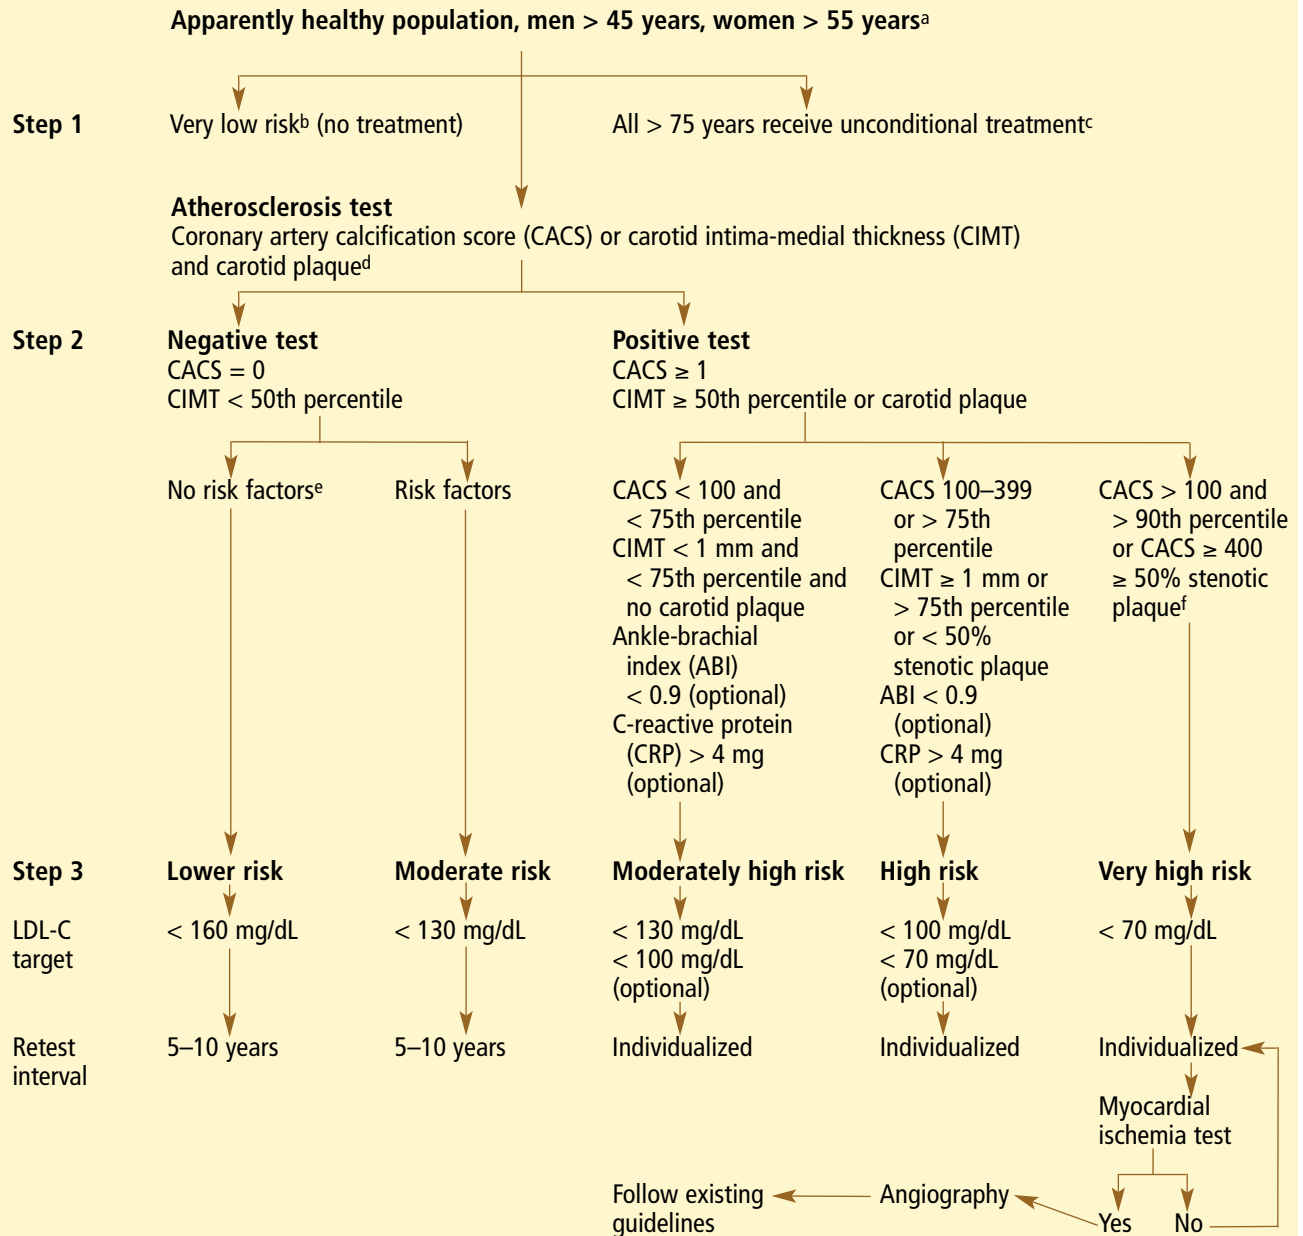 Apparently healthy population, men > 45 years, women > 55 yearsa
Step 1
Very low riskb (no treatment)
All > 75 years receive unconditional treatmentc
Atherosclerosis test
Coronary artery calcification score (CACS) or carotid intima-medial thickness (CIMT)
and carotid plaqued
Step 2
Negative test
CACS = 0
CIMT < 50th percentile
Positive test
CACS ≥ 1
CIMT ≥ 50th percentile or carotid plaque
No risk factorse
Risk factors
CACS < 100 and
< 75th percentile
CIMT < 1 mm and
< 75th percentile and
no carotid plaque
Ankle-brachial
index (ABI)
< 0.9 (optional)
C-reactive protein
(CRP) > 4 mg
(optional)
CACS 100–399
or > 75th
percentile
CIMT ≥ 1 mm or
> 75th percentile
or < 50%
stenotic plaque
ABI < 0.9
(optional)
CRP > 4 mg
(optional)
CACS > 100 and
> 90th percentile
or CACS ≥ 400
≥ 50% stenotic
plaquef
Step 3
Lower risk
Moderate risk
Moderately high risk
High risk
Very high risk
LDL-C
target
< 160 mg/dL
< 130 mg/dL
< 130 mg/dL
< 100 mg/dL
(optional)
< 100 mg/dL
< 70 mg/dL
(optional)
< 70 mg/dL
Retest
interval
5–10 years
5–10 years
Individualized
Individualized
Individualized
Myocardial
ischemia test
Follow existing
guidelines
Angiography
Yes
No